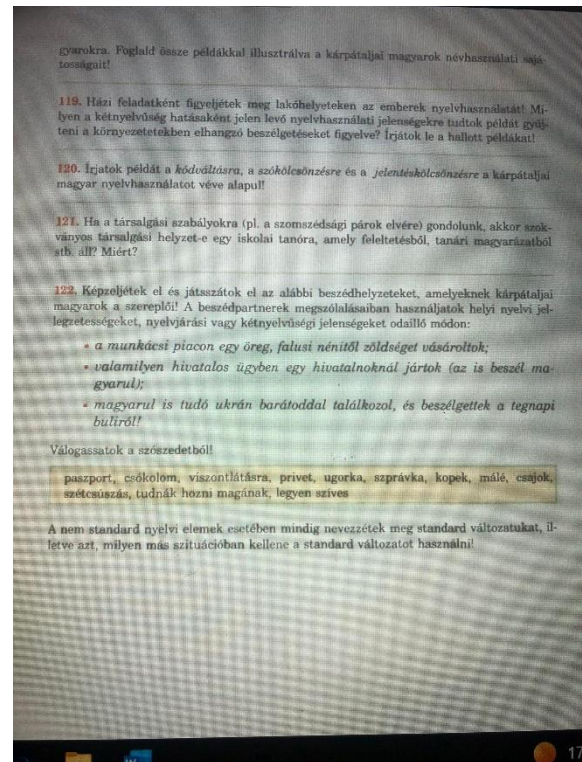 gyarokra. Foglald össze példákkal illusztrálva a kárpátaljai magyarok névhasználati sajá-
tosságait!
119. Házi feladatként figyeljétek meg lakóhelyeteken az emberek nyelvhasználatát! Mi-
lyen a kétnyelvűség hatásaként jelen levő nyelvhasználati jelenségekre tudtok példát gyűj-
teni a környezetetekben elhangzó beszélgetéseket figyelve? Írjátok le a hallott példákat!
120. Írjatok példát a kódváltásra, a szókölcsönzésre és a jelentéskölcsönzésre a kárpátaljai
magyar nyelvhasználatot véve alapul!
121. Ha a társalgási szabályokra (pl. a szomszédsági párok elvére) gondolunk, akkor szok-
ványos társalgási helyzet-e egy iskolai tanóra, amely feleltetésből, tanári magyarázatból
stb. áll? Miért?
122. Képzeljétek el és játsszátok el az alábbi beszédhelyzeteket, amelyeknek kárpátaljai
magyarok a szereplői! A beszédpartnerek megszólalásaiban használjatok helyi nyelvi jel-
legzetességeket, nyelvjárási vagy kétnyelvűségi jelenségeket odaillő módon:
• a munkácsi piacon egy öreg, falusi nénitől zöldséget vásároltok;
• valamilyen hivatalos ügyben egy hivatalnoknál jártok (az is beszél ma-
gyarul);
• magyarul is tudó ukrán barátoddal találkozol, és beszélgettek a tegnapi
buliról!
Válogassatok a szószedetből!
paszport, csókolom, viszontlátásra, privet, ugorka, szprávka, kopek, málé, csajok,
szétcsúszás, tudnák hozni magának, legyen szíves
A nem standard nyelvi elemek esetében mindig nevezzétek meg standard változatukat, il-
letve azt, milyen más szituációban kellene a standard változatot használni!
17